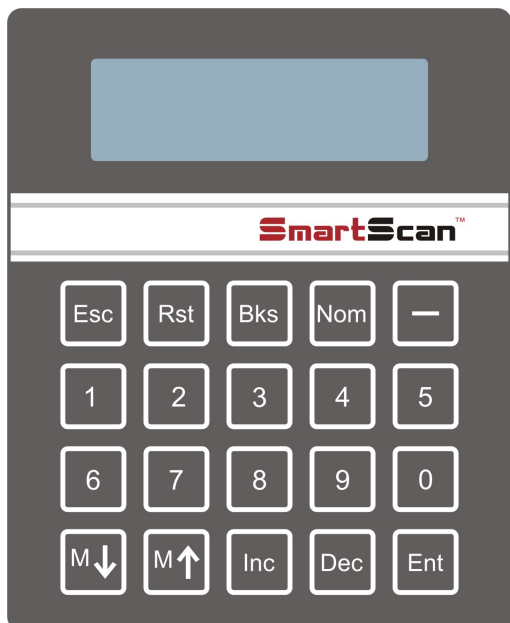 SmartScan™
Esc Rst Bks Nom —
1 2 3 4 5
6 7 8 9 0
M↓ M↑ Inc Dec Ent